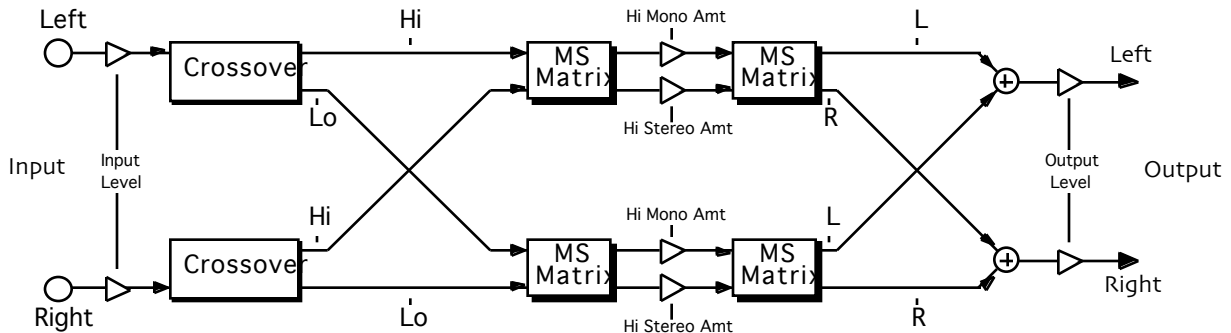 Left
Hi
Hi Mono Amt
L
Crossover
MS
Matrix
MS
Matrix
Left
Lo
Hi Stereo Amt
R
Input
Input
Level
Output
Level
Output
Hi
Hi Mono Amt
L
Crossover
MS
Matrix
MS
Matrix
Right
Right
Lo
Hi Stereo Amt
R